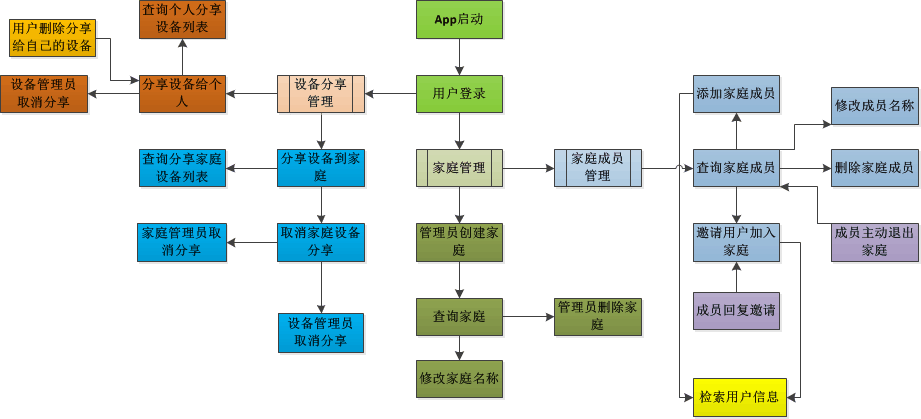 查询个人分享
设备列表
App启动
用户删除分享
给自己的设备
设备管理员
取消分享
分享设备给个
人
设备分享
管理
用户登录
添加家庭成员
修改成员名称
查询分享家庭
设备列表
分享设备到家
庭
家庭管理
家庭成员
管理
查询家庭成员
删除家庭成员
家庭管理员取
消分享
取消家庭设备
分享
管理员创建家
庭
邀请用户加入
家庭
成员主动退出
家庭
设备管理员
取消分享
查询家庭
管理员删除家
庭
成员回复邀请
修改家庭名称
检索用户信息